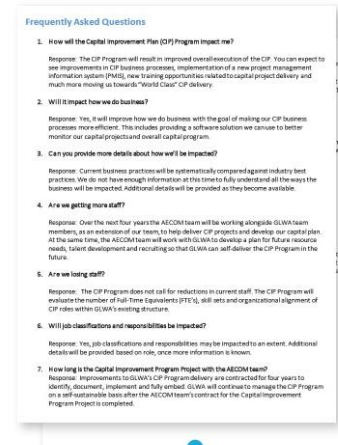 Frequently Asked Questions
1. How will the Capital Improvement Plan (CIP) Program impact me?
Response: The CIP Program will result in improved overall execution of the CIP. You can expect to
see improvements in CIP business processes, implementation of a new project management
information system (PMIS), new training opportunities related to capital project delivery and
much more moving us towards "World Class" CIP delivery.
2. Will it impact how we do business?
Response: Yes, it will improve how we do business with the goal of making our CIP business
processes more efficient. This includes providing a software solution we can use to better
monitor our capital projects and overall capital program.
3. Can you provide more details about how we'll be impacted?
Response: Current business practices will be systematically compared against industry best
practices. We do not have enough information at this time to fully understand all the ways the
business will be impacted. Additional details will be provided as they become available.
4. Are we getting more staff?
Response: Over the next four years the AECOM team will be working alongside GLWA team
members, as an extension of our team, to help deliver CIP projects and develop our capital plan.
At the same time, the AECOM team will work with GLWA to develop a plan for future resource
needs, talent development and recruiting so that GLWA can self-deliver the CIP Program in the
future.
5. Are we losing staff?
Response: The CIP Program does not call for reductions in current staff. The CIP Program will
evaluate the number of Full-Time Equivalents (FTE's), skill sets and organizational alignment of
CIP roles within GLWA's existing structure.
6. Will job classifications and responsibilities be impacted?
Response: Yes, job classifications and responsibilities may be impacted to an extent. Additional
details will be provided based on role, once more information is known.
7. How long is the Capital Improvement Program Project with the AECOM team?
Response: Improvements to GLWA's CIP Program delivery are contracted for four years to
identify, document, implement and fully embed. GLWA will continue to manage the CIP Program
on a self-sustainable basis after the AECOM team's contract for the Capital Improvement
Program Project is completed.